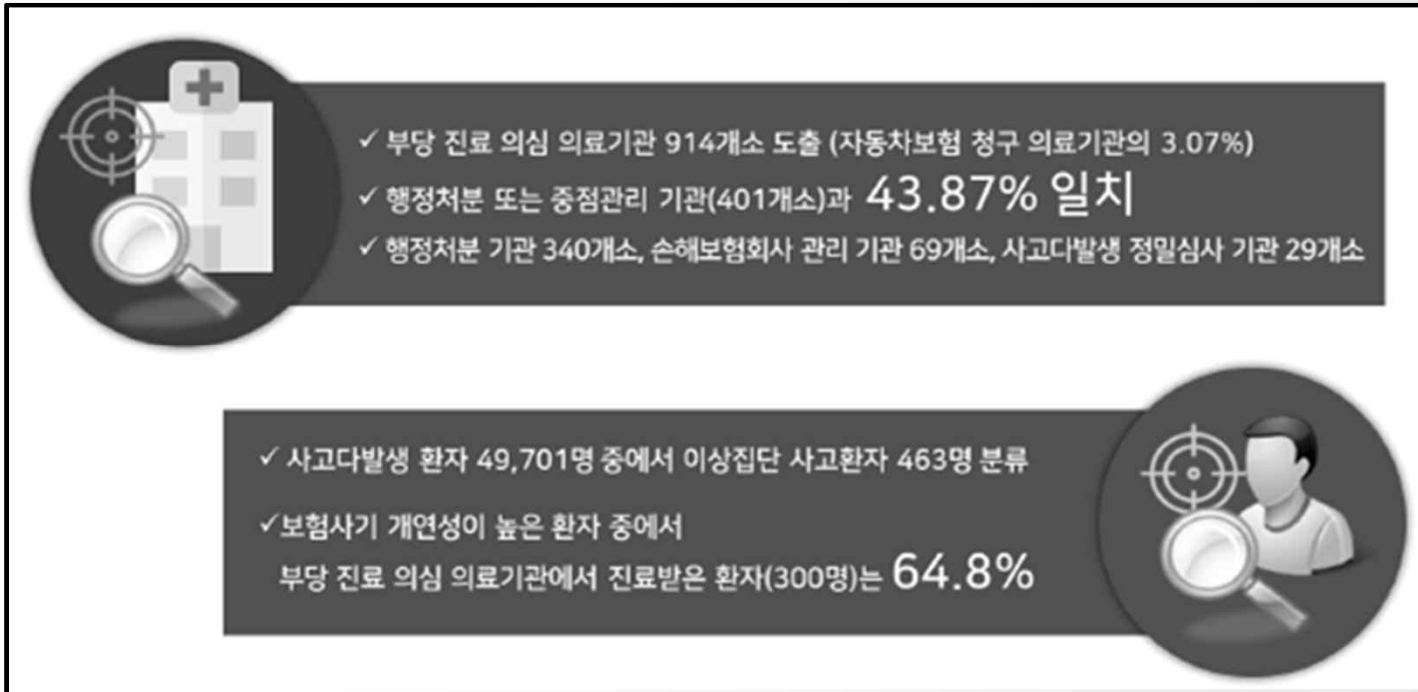 ✓ 부당 진료 의심 의료기관 914개소 도출 (자동차보험 청구 의료기관의 3.07%)
✓ 행정처분 또는 중점관리 기관(401개소)과 43.87% 일치
✓ 행정처분 기관 340개소, 손해보험회사 관리 기관 69개소, 사고다발생 정밀심사 기관 29개소
✓ 사고다발생 환자 49,701명 중에서 이상집단 사고환자 463명 분류
✓보험사기 개연성이 높은 환자 중에서
부당 진료 의심 의료기관에서 진료받은 환자(300명)는 64.8%